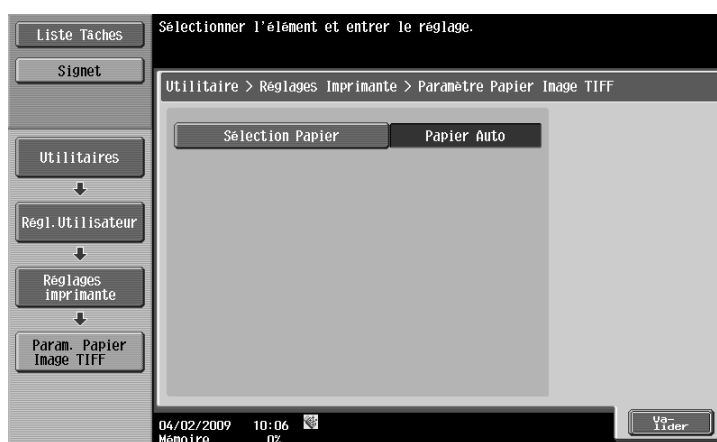 Liste Tâches
Signet
Utilitaires
Régl.Utilisateur
Réglages
imprimante
Param. Papier
Image TIFF
Sélectionner l'élément et entrer le réglage.
Utilitaire > Réglages Imprimante > Paramètre Papier Image TIFF
Sélection Papier
Papier Auto
04/02/2009 10:06
Mémoire 0%
Va-
lider